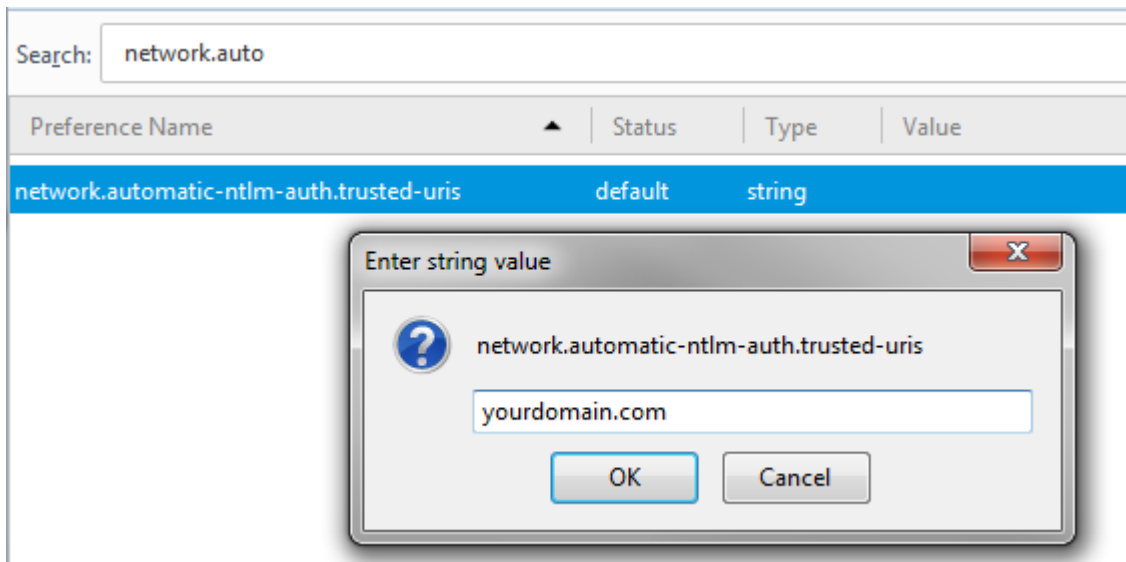 Search: network.auto
Preference Name Status Type Value
network.automatic-ntlm-auth.trusted-uris default string
Enter string value
network.automatic-ntlm-auth.trusted-uris
yourdomain.com
OK Cancel